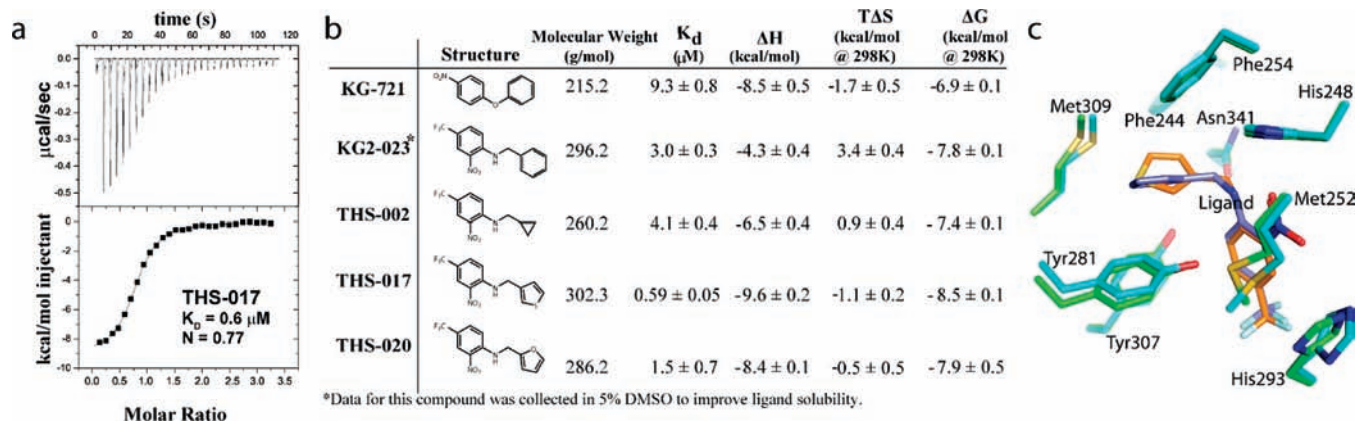 a
time (s)
0 20 40 60 80 100 120
0.0
-0.1
-0.2
-0.3
-0.4
-0.5
µcal/sec
0
-2
-4
-6
-8
-10
kcal/mol injectant
THS-017
K_D = 0.6 µM
N = 0.77
0.0 0.5 1.0 1.5 2.0 2.5 3.0 3.5
Molar Ratio
b
Structure Molecular Weight (g/mol) K_d (µM) ΔH (kcal/mol) TΔS (kcal/mol @ 298K) ΔG (kcal/mol @ 298K)
KG-721 O₂N O 215.2 9.3 ± 0.8 -8.5 ± 0.5 -1.7 ± 0.5 -6.9 ± 0.1
KG2-023* F₃C NO₂ N H 296.2 3.0 ± 0.3 -4.3 ± 0.4 3.4 ± 0.4 - 7.8 ± 0.1
THS-002 F₃C NO₂ N H 260.2 4.1 ± 0.4 -6.5 ± 0.4 0.9 ± 0.4 - 7.4 ± 0.1
THS-017 F₃C NO₂ N H S 302.3 0.59 ± 0.05 -9.6 ± 0.2 -1.1 ± 0.2 -8.5 ± 0.1
THS-020 F₃C NO₂ N H O 286.2 1.5 ± 0.7 -8.4 ± 0.1 -0.5 ± 0.5 -7.9 ± 0.5
*Data for this compound was collected in 5% DMSO to improve ligand solubility.
c
Phe254
His248
Met309
Phe244
Asn341
Ligand
Met252
Tyr281
Tyr307
His293